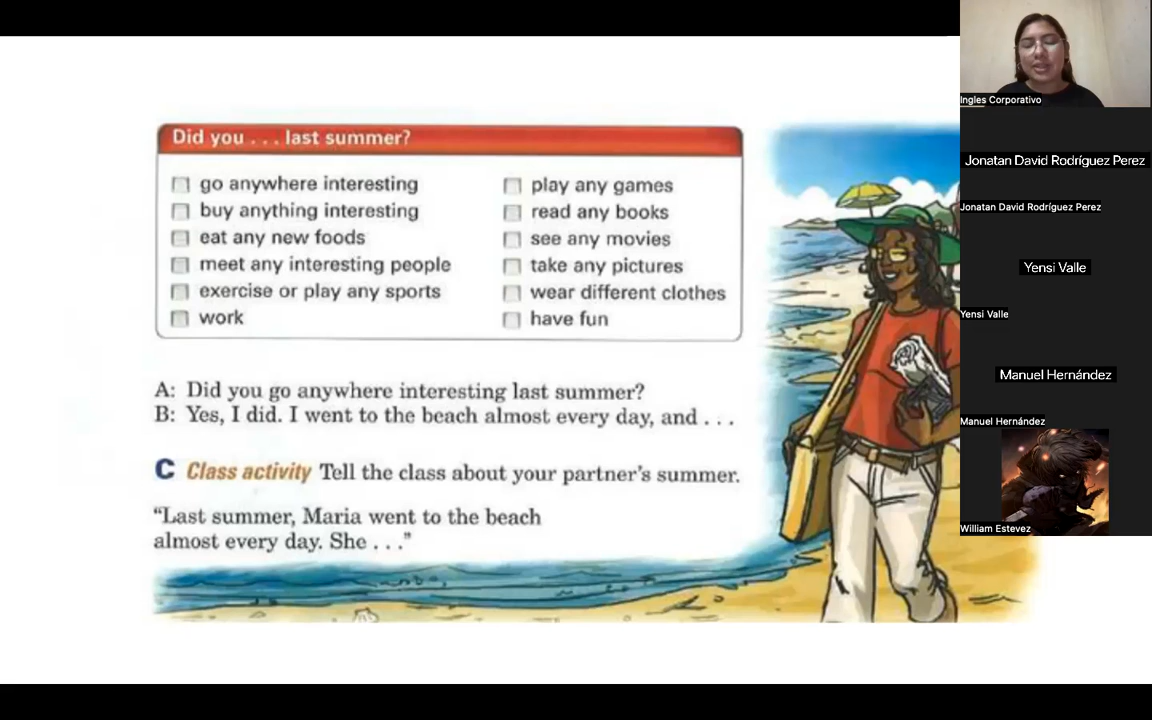 Did you . . . last summer?
go anywhere interesting
buy anything interesting
eat any new foods
meet any interesting people
exercise or play any sports
work
play any games
read any books
see any movies
take any pictures
wear different clothes
have fun
A: Did you go anywhere interesting last summer?
B: Yes, I did. I went to the beach almost every day, and . . .
C Class activity Tell the class about your partner's summer.
“Last summer, Maria went to the beach
almost every day. She . . .”
Ingles Corporativo
Jonatan David Rodríguez Perez
Jonatan David Rodríguez Perez
Yensi Valle
Yensi Valle
Manuel Hernández
Manuel Hernández
William Estevez